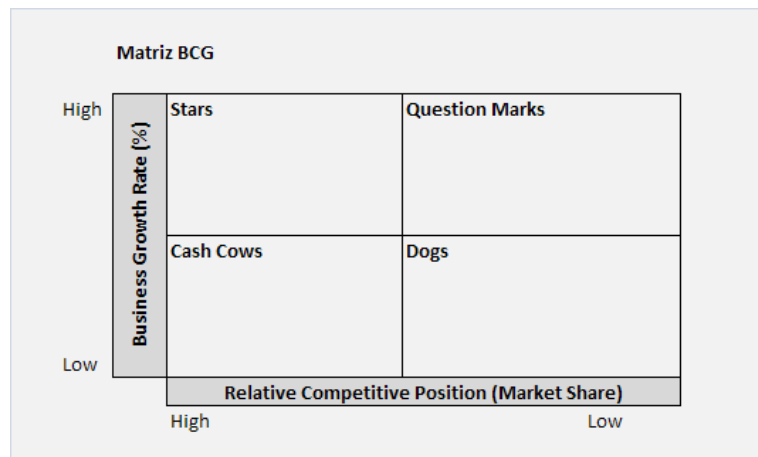 Matriz BCG
High
Business Growth Rate (%)
Stars
Question Marks
Cash Cows
Dogs
Low
Relative Competitive Position (Market Share)
High
Low